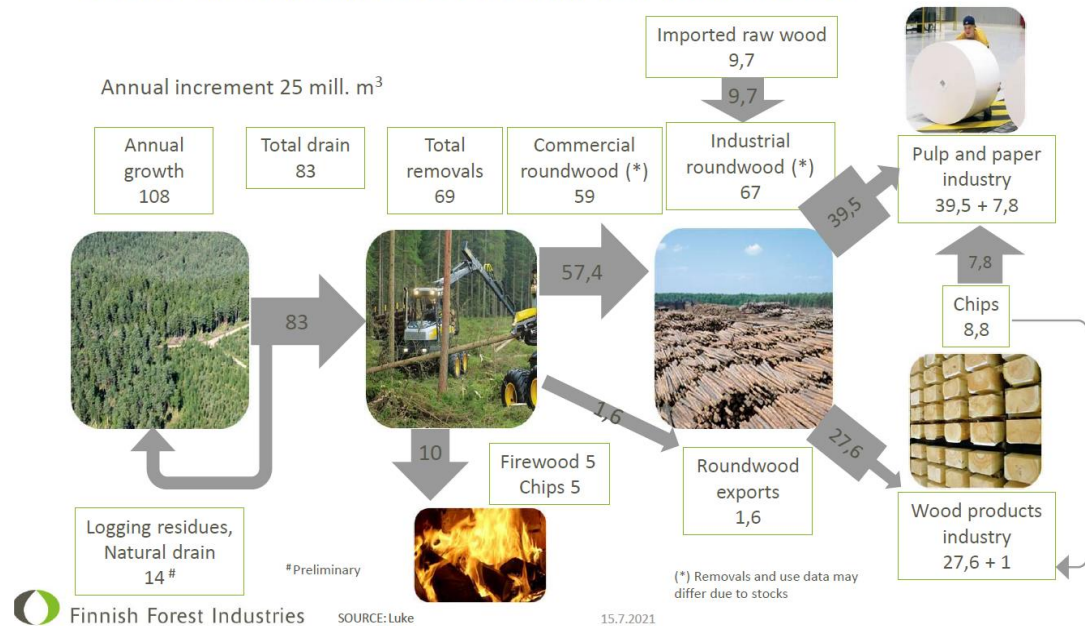 Imported raw wood
9,7
Annual increment 25 mill. m³
9,7
Annual
growth
108
Total drain
83
Total
removals
69
Commercial
roundwood (*)
59
Industrial
roundwood (*)
67
Pulp and paper
industry
39,5 + 7,8
39,5
57,4
7,8
83
Chips
8,8
1,6
27,6
10
Firewood 5
Chips 5
Roundwood
exports
1,6
Wood products
industry
27,6 + 1
Logging residues,
Natural drain
14 #
# Preliminary
(*) Removals and use data may
differ due to stocks
Finnish Forest Industries
SOURCE: Luke
15.7.2021